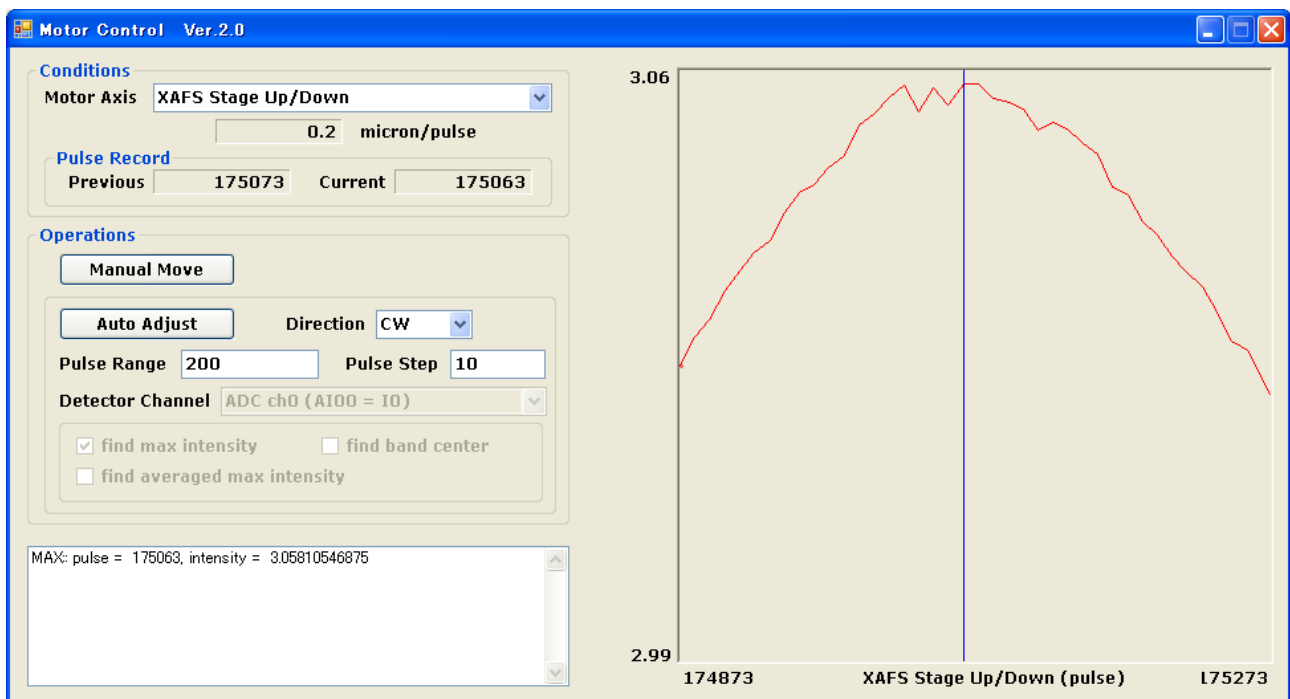 Motor Control Ver.2.0
Conditions
Motor Axis XAFS Stage Up/Down
0.2 micron/pulse
Pulse Record
Previous 175073 Current 175063
Operations
Manual Move
Auto Adjust Direction CW
Pulse Range 200 Pulse Step 10
Detector Channel ADC ch0 (AI00 = I0)
find max intensity find band center
find averaged max intensity
MAX: pulse = 175063, intensity = 3.05810546875
3.06
2.99
174873 XAFS Stage Up/Down (pulse) 175273